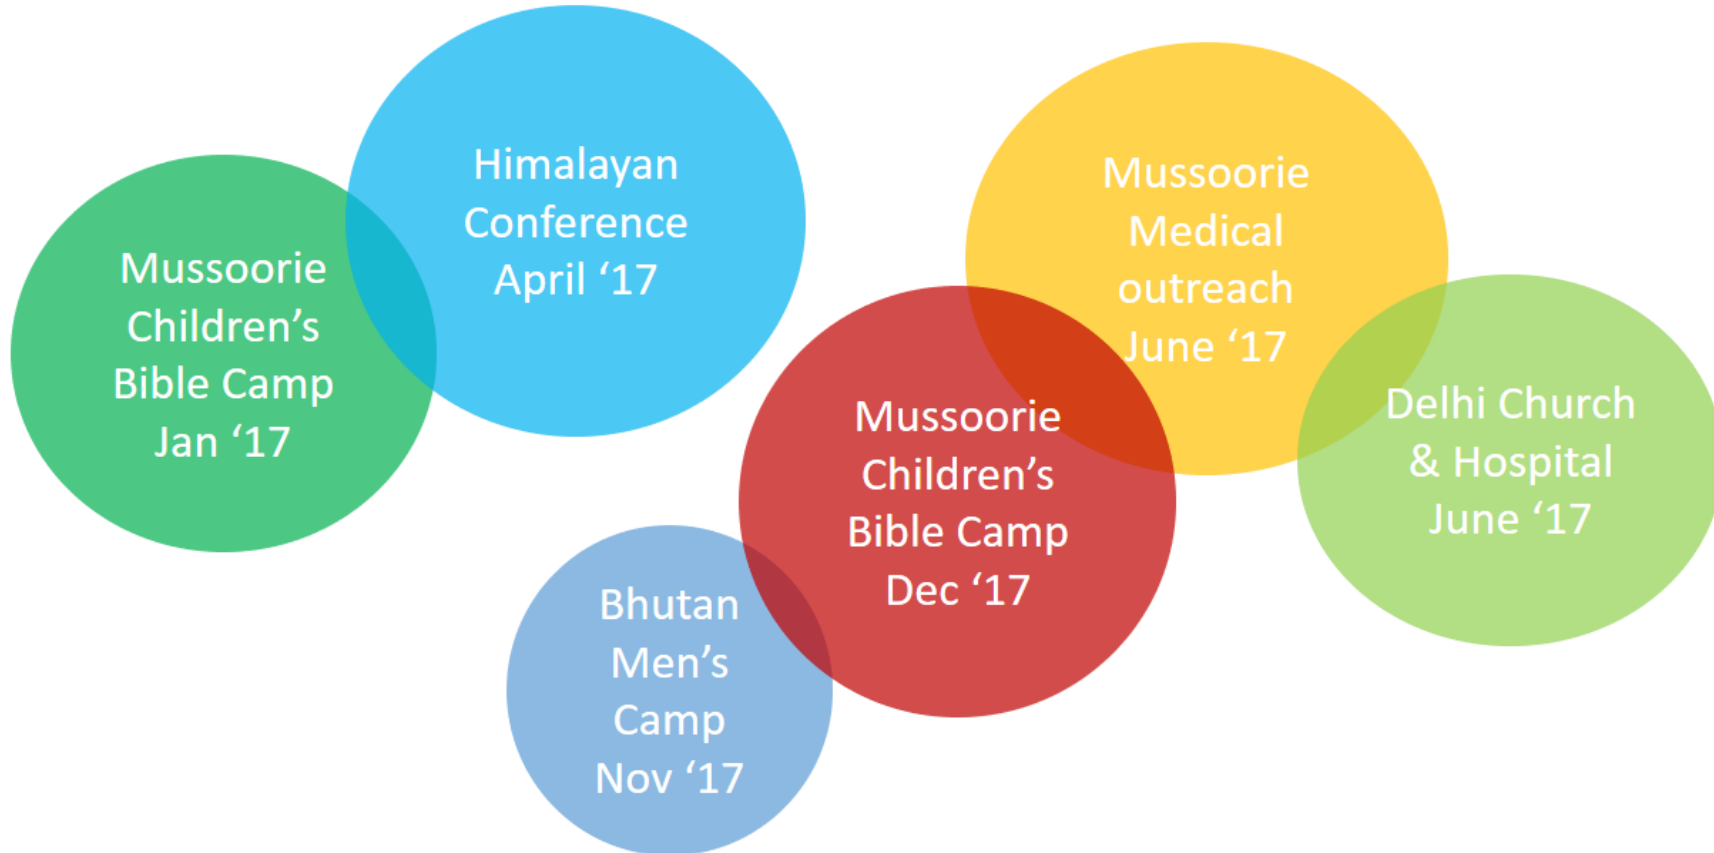 Mussoorie
Children’s
Bible Camp
Jan ‘17
Himalayan
Conference
April ‘17
Bhutan
Men’s
Camp
Nov ‘17
Mussoorie
Children’s
Bible Camp
Dec ‘17
Mussoorie
Medical
outreach
June ‘17
Delhi Church
& Hospital
June ‘17